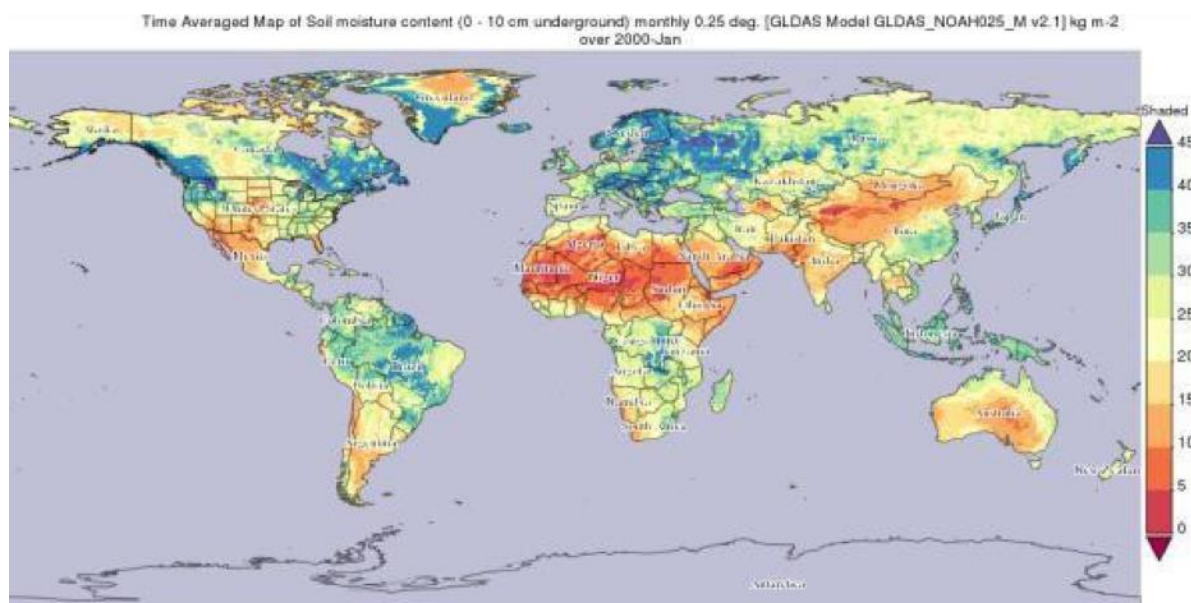 Time Averaged Map of Soil moisture content (0 - 10 cm underground) monthly 0.25 deg. [GLDAS Model GLDAS_NOAH025_M v2.1] kg m-2
over 2000-Jan
Greenland
Alaska
Canada
Russia
Shaded
45
40
Kazakhstan
Mongolia
Spain
United States
Japan
35
Iran
China
Algeria
Libya
Pakistan
Mexico
Saudi Arabia
India
30
Mauritania
Niger
Sudan
Ethiopia
25
Colombia
Indonesia
Congo
Tanzania
20
Peru
Brazil
Angola
Bolivia
15
Namibia
Australia
South Africa
10
Argentina
New Zealand
5
0
Antarctica